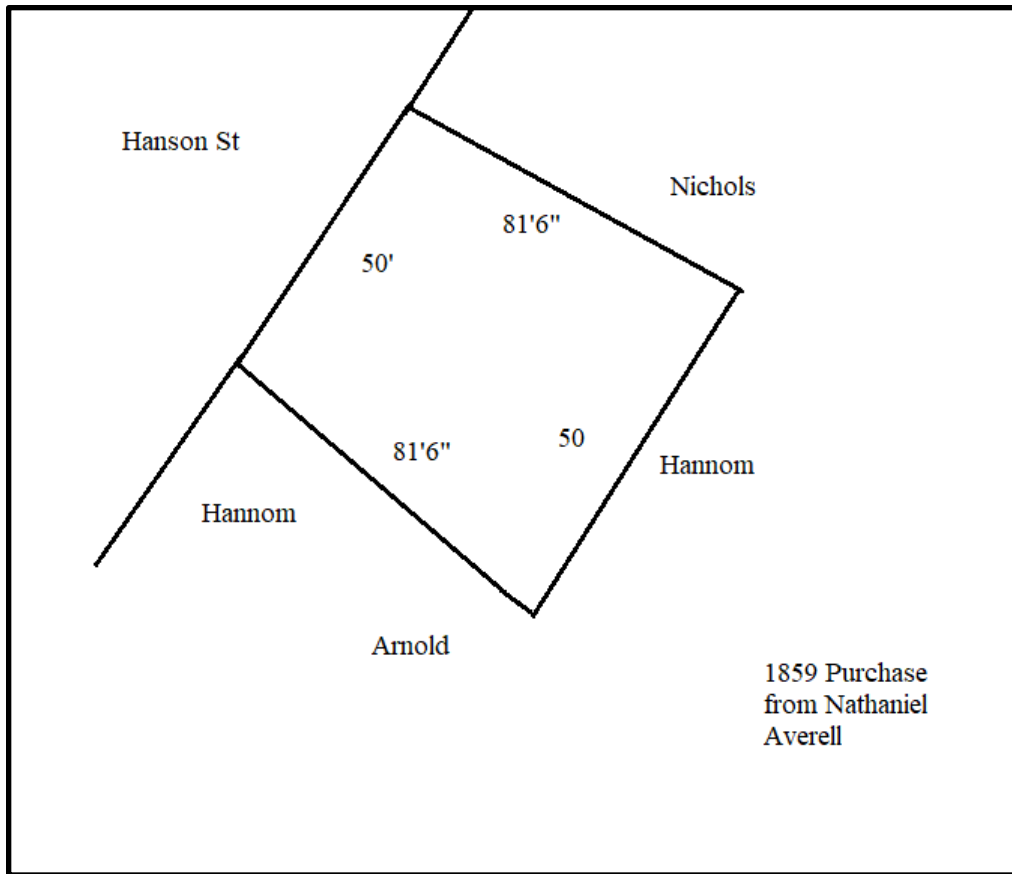 Hanson St
Nichols
81'6"
50'
50
81'6"
Hannom
Hannom
Arnold
1859 Purchase
from Nathaniel
Averell